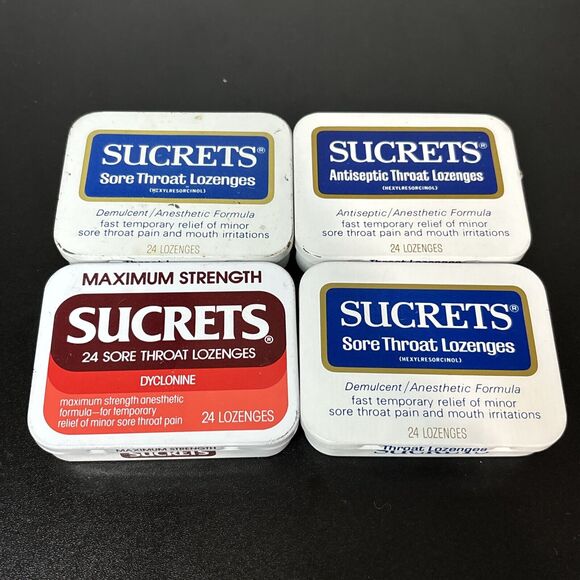 SUCRETS®
Sore Throat Lozenges
(HEXYLRESORCINOL)
Demulcent/Anesthetic Formula
fast temporary relief of minor
sore throat pain and mouth irritations
24 LOZENGES
SUCRETS®
Antiseptic Throat Lozenges
(HEXYLRESORCINOL)
Antiseptic/Anesthetic Formula
fast temporary relief of minor
sore throat pain and mouth irritations
24 LOZENGES
MAXIMUM STRENGTH
SUCRETS®
24 SORE THROAT LOZENGES
DYCLONINE
maximum strength anesthetic
formula—for temporary
relief of minor sore throat pain
24 LOZENGES
MAXIMUM STRENGTH
SUCRETS
Throat Lozenges
SUCRETS®
Sore Throat Lozenges
(HEXYLRESORCINOL)
Demulcent/Anesthetic Formula
fast temporary relief of minor
sore throat pain and mouth irritations
24 LOZENGES
Throat Lozenges